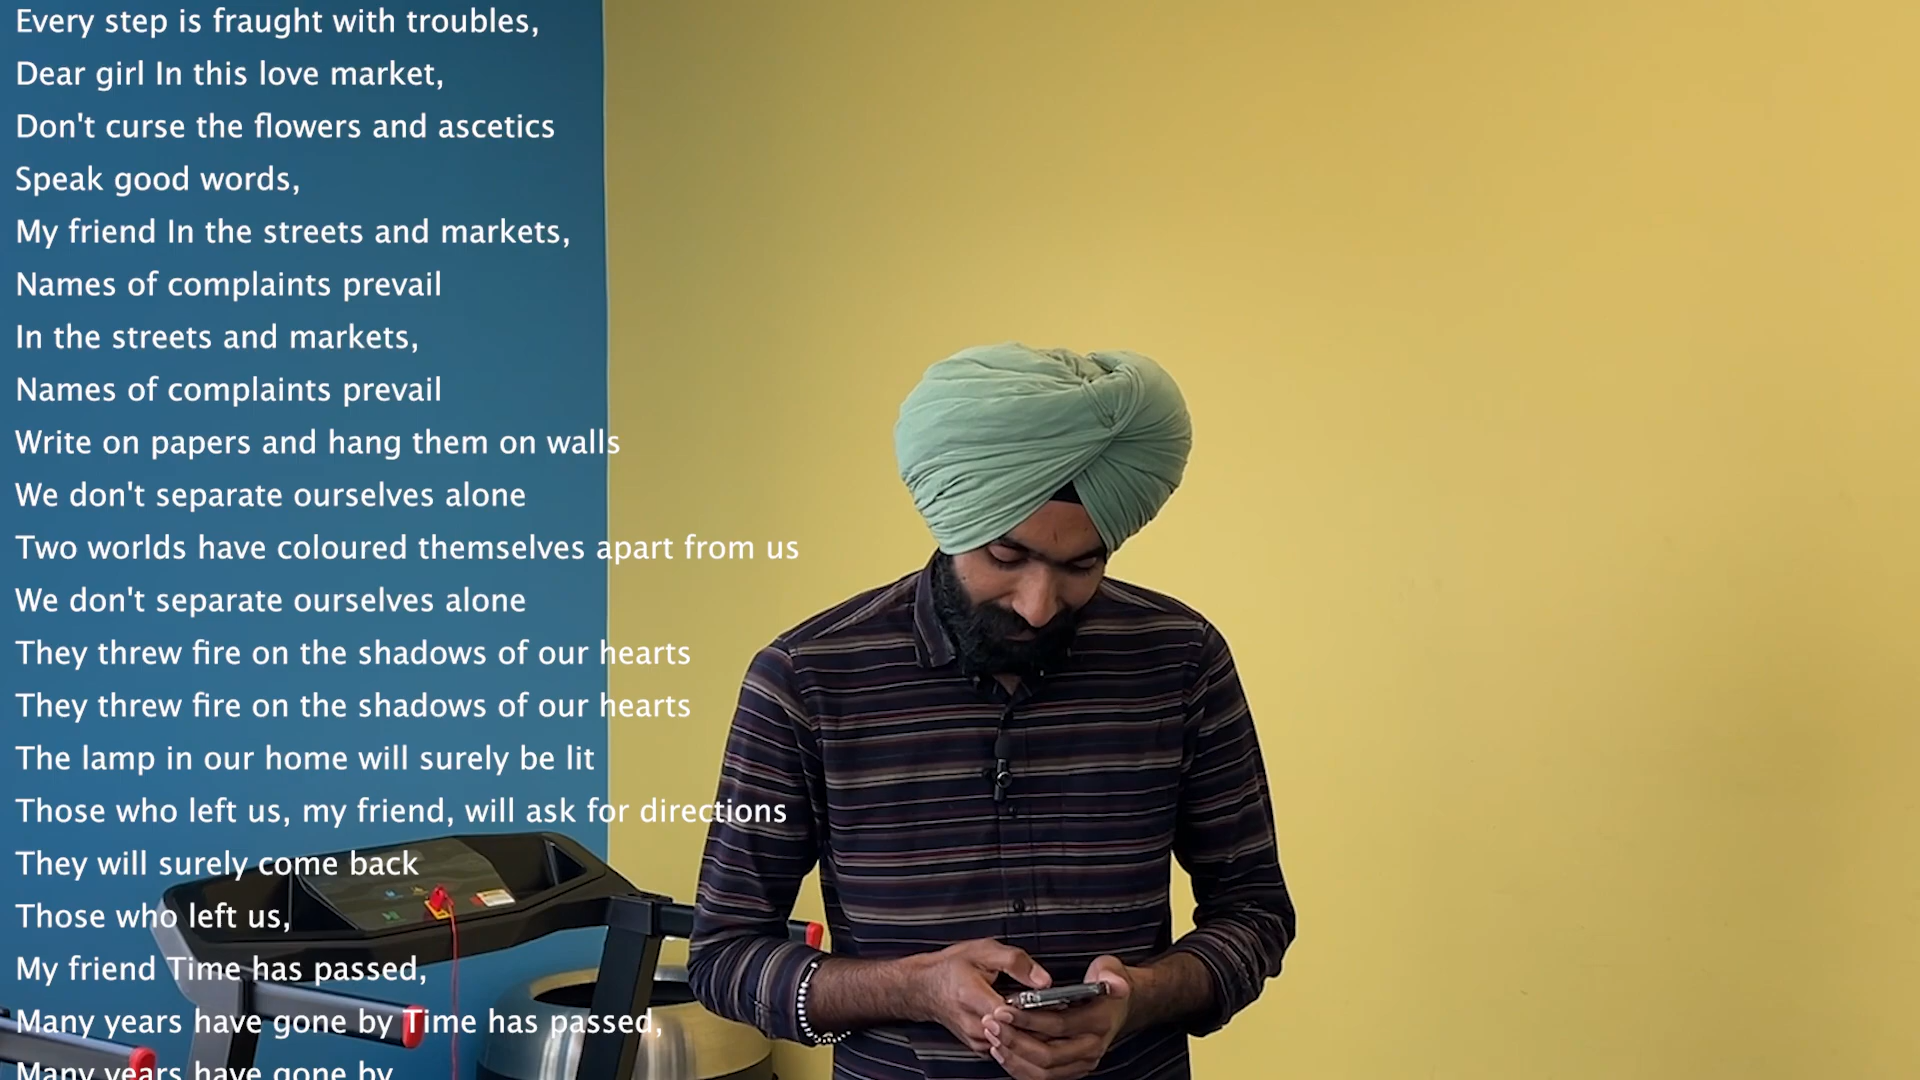 Every step is fraught with troubles,
Dear girl In this love market,
Don't curse the flowers and ascetics
Speak good words,
My friend In the streets and markets,
Names of complaints prevail
In the streets and markets,
Names of complaints prevail
Write on papers and hang them on walls
We don't separate ourselves alone
Two worlds have coloured themselves apart from us
We don't separate ourselves alone
They threw fire on the shadows of our hearts
They threw fire on the shadows of our hearts
The lamp in our home will surely be lit
Those who left us, my friend, will ask for directions
They will surely come back
Those who left us,
My friend Time has passed,
Many years have gone by Time has passed,
Many years have gone by